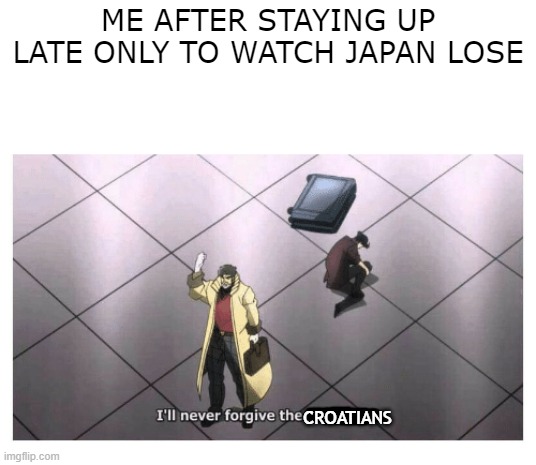 ME AFTER STAYING UP
LATE ONLY TO WATCH JAPAN LOSE
I'll never forgive the CROATIANS
imgflip.com